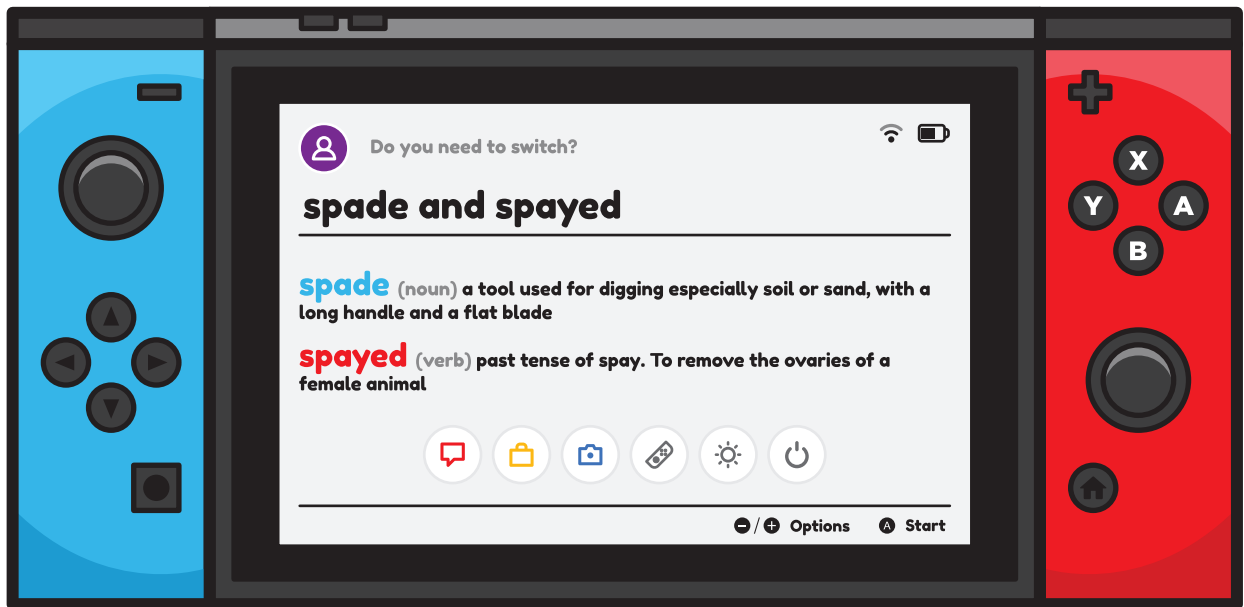 Do you need to switch?
spade and spayed
spade (noun) a tool used for digging especially soil or sand, with a
long handle and a flat blade
spayed (verb) past tense of spay. To remove the ovaries of a
female animal
X
Y A
B
−/+ Options A Start